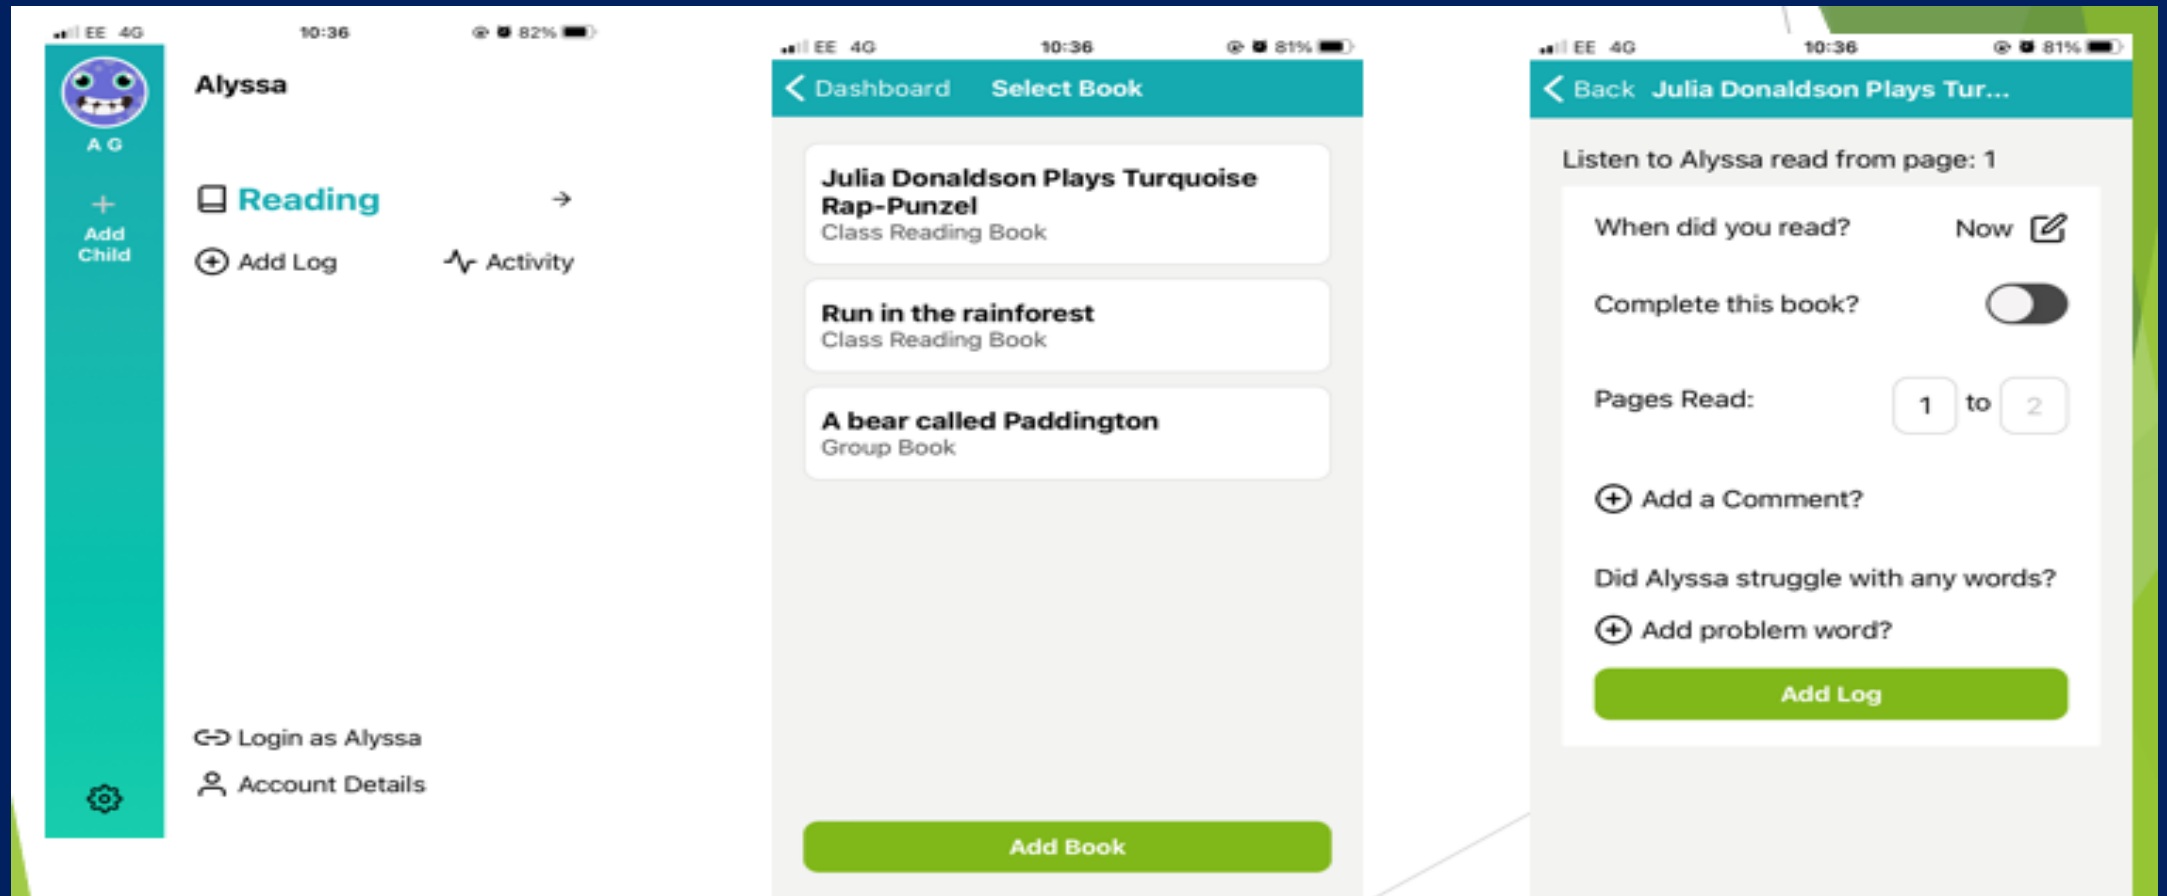 EE 4G 10:36 82%
Alyssa
A G
Reading
Add
Child
Add Log Activity
Login as Alyssa
Account Details
EE 4G 10:36 81%
Dashboard Select Book
Julia Donaldson Plays Turquoise
Rap-Punzel
Class Reading Book
Run in the rainforest
Class Reading Book
A bear called Paddington
Group Book
Add Book
EE 4G 10:36 81%
Back Julia Donaldson Plays Tur...
Listen to Alyssa read from page: 1
When did you read? Now
Complete this book?
Pages Read: 1 to 2
Add a Comment?
Did Alyssa struggle with any words?
Add problem word?
Add Log